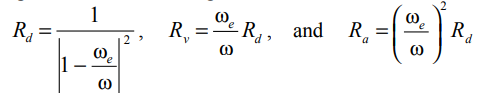 R_d = 1 / |1 − ω_e/ω|^2 , R_v = ω_e/ω R_d , and R_a = (ω_e/ω)^2 R_d